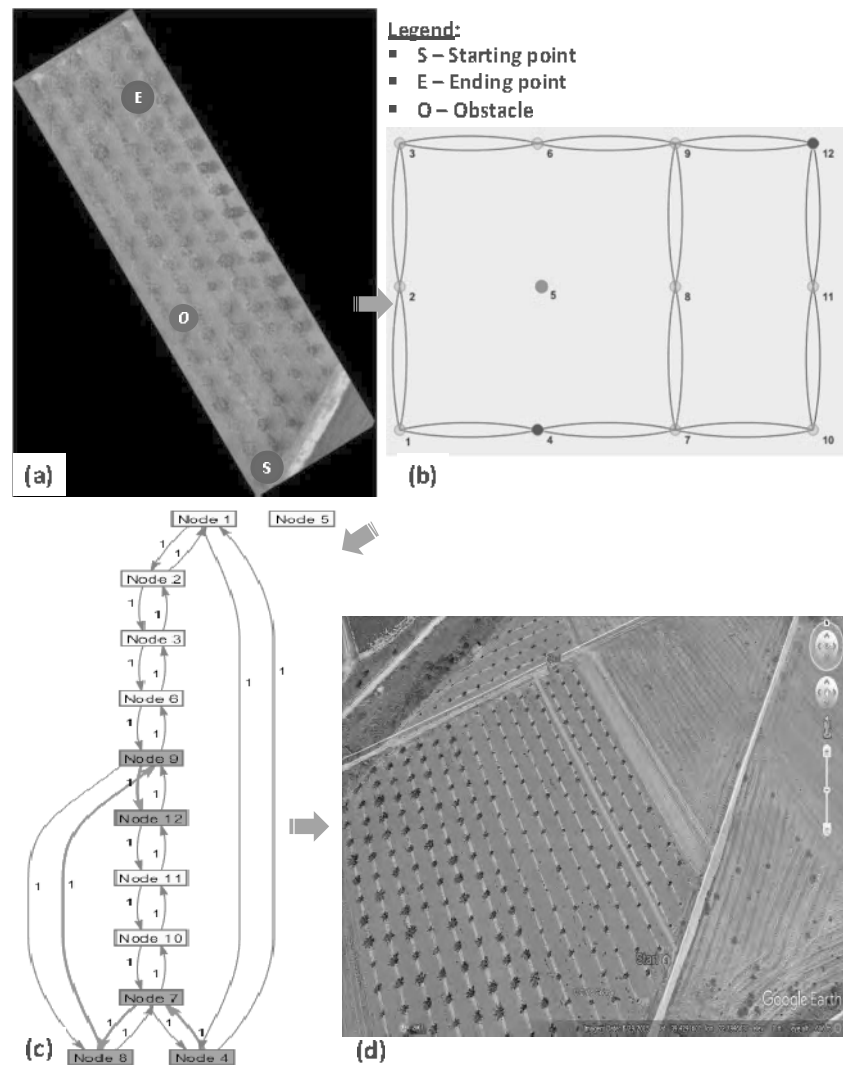 Legend:
▪ S – Starting point
▪ E – Ending point
▪ O – Obstacle
E
O
S
(a)
3
6
9
12
2
5
8
11
1
4
7
10
(b)
Node 1
Node 5
1
1
Node 2
1
1
Node 3
1
1
1
1
Node 6
1
1
Node 9
1
Node 12
1
1
1
1
Node 11
1
1
Node 10
1
1
Node 7
1
1
1
1
Node 8
Node 4
(c)
Start
Google Earth
(d)